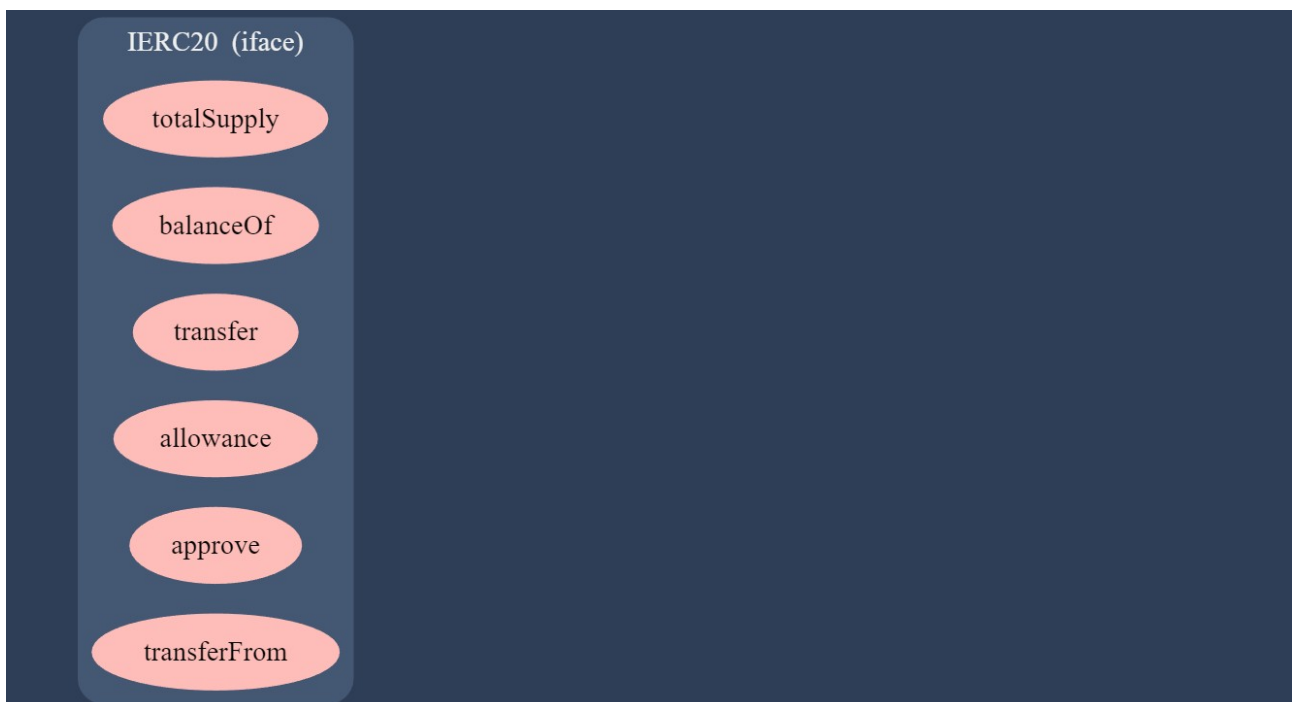 IERC20 (iface)
totalSupply
balanceOf
transfer
allowance
approve
transferFrom